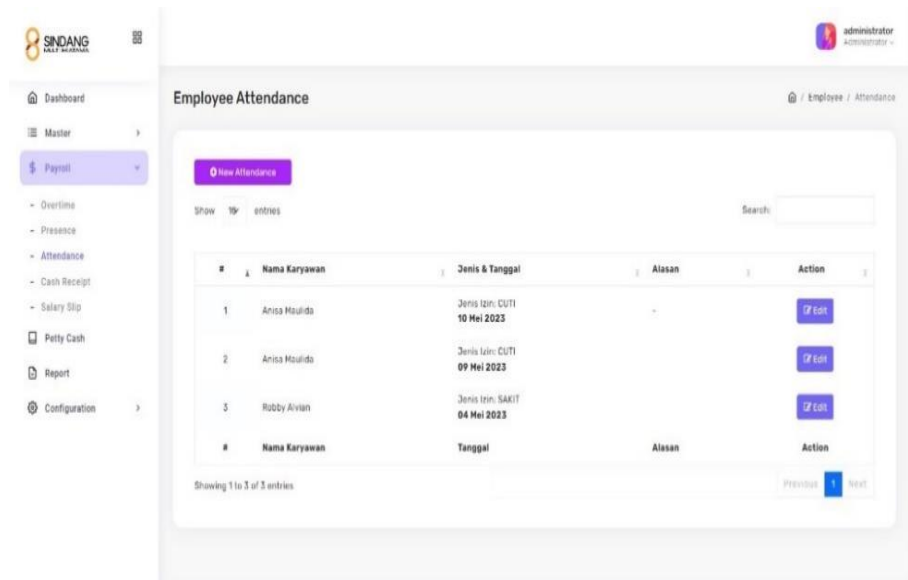 SINDANG
administrator
Administrator
Dashboard
Master
Payroll
- Overtime
- Presence
- Attendance
- Cash Receipt
- Salary Slip
Petty Cash
Report
Configuration
Employee Attendance
/ Employee / Attendance
New Attendance
Show entries
Search:
# Nama Karyawan Jenis & Tanggal Alasan Action
1 Anisa Maulida Jenis Izin: CUTI - Edit
10 Mei 2023
2 Anisa Maulida Jenis Izin: CUTI Edit
09 Mei 2023
3 Robby Alvian Jenis Izin: SAKIT Edit
04 Mei 2023
# Nama Karyawan Tanggal Alasan Action
Showing 1 to 3 of 3 entries
Previous 1 Next